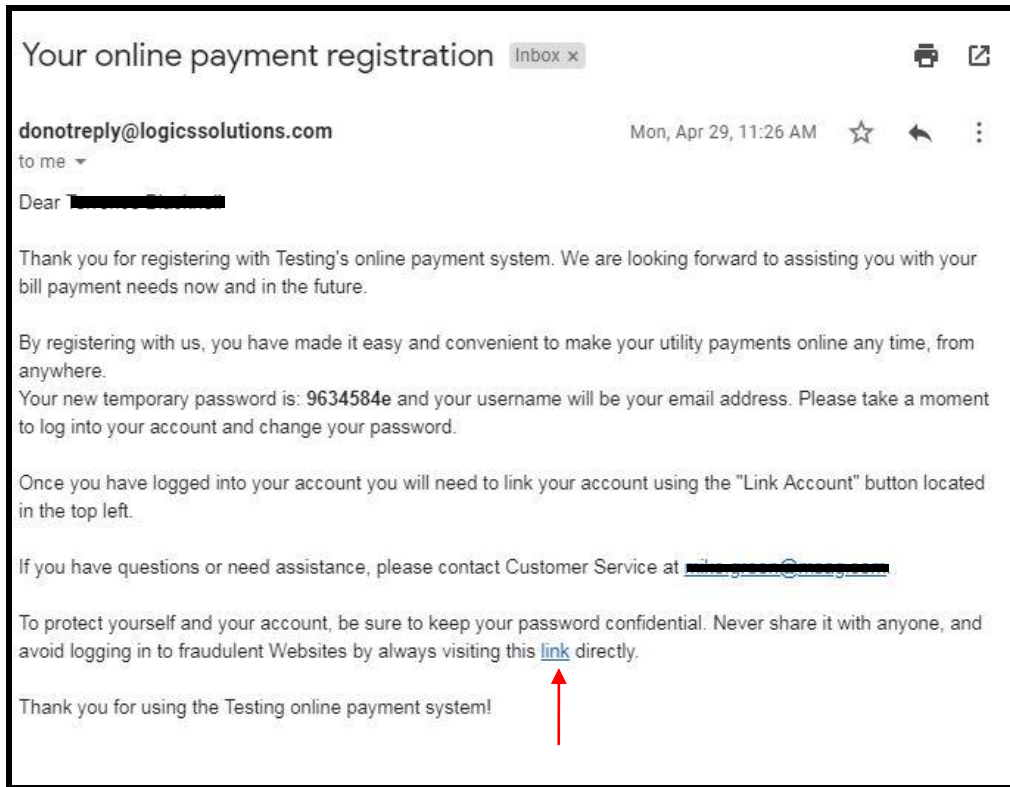 Your online payment registration Inbox x
donotreply@logicssolutions.com Mon, Apr 29, 11:26 AM
to me
Dear
Thank you for registering with Testing's online payment system. We are looking forward to assisting you with your
bill payment needs now and in the future.
By registering with us, you have made it easy and convenient to make your utility payments online any time, from
anywhere.
Your new temporary password is: 9634584e and your username will be your email address. Please take a moment
to log into your account and change your password.
Once you have logged into your account you will need to link your account using the "Link Account" button located
in the top left.
If you have questions or need assistance, please contact Customer Service at
To protect yourself and your account, be sure to keep your password confidential. Never share it with anyone, and
avoid logging in to fraudulent Websites by always visiting this link directly.
Thank you for using the Testing online payment system!